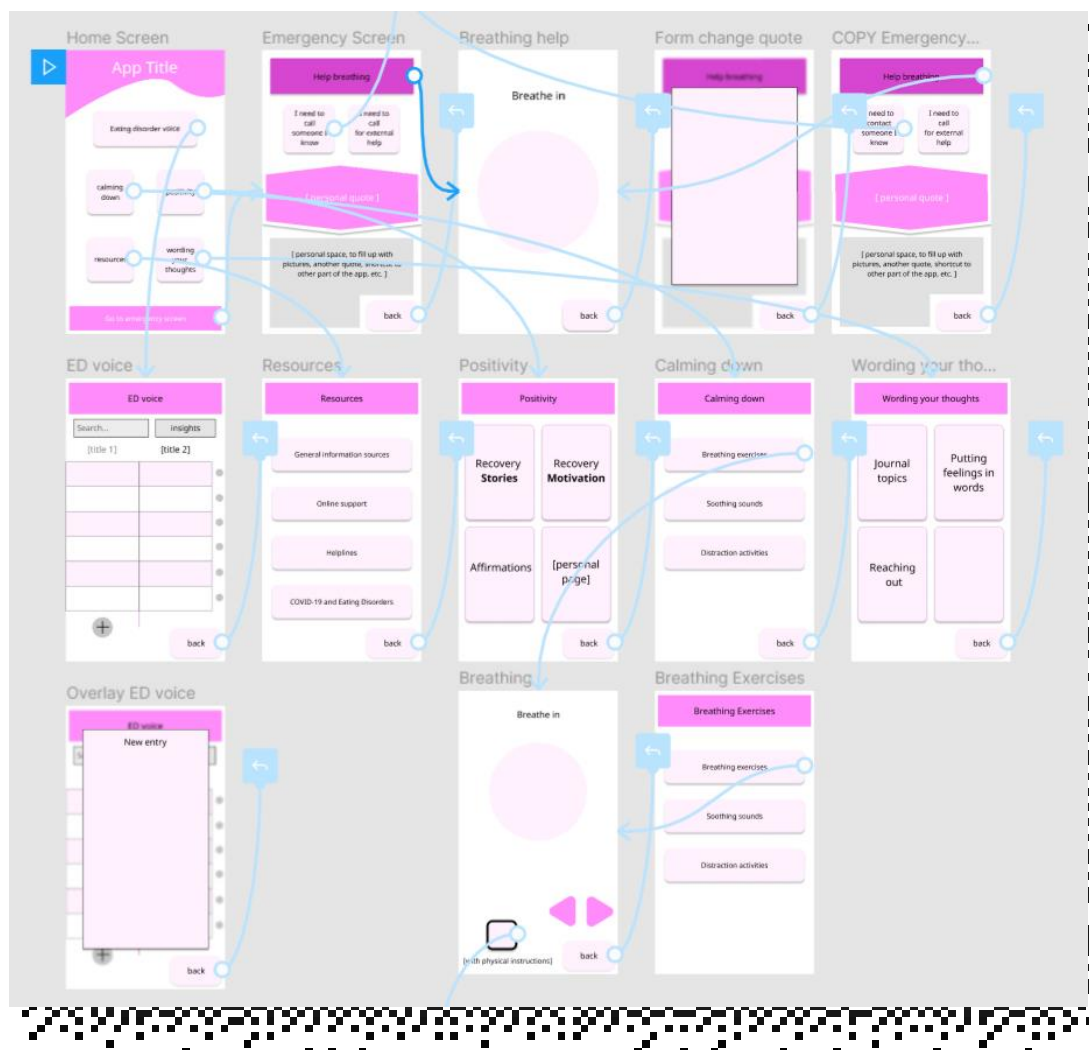 Home Screen
App Title
Eating disorder voice
calming
down
positivity
resources
wording
your
thoughts
Go to emergency screen
Emergency Screen
Help breathing
I need to
call
someone I
know
I need to
call
for external
help
[ personal quote ]
[ personal space, to fill up with
pictures, another quote, shortcut to
other part of the app, etc. ]
back
Breathing help
Breathe in
back
Form change quote
Help breathing
back
COPY Emergency...
Help breathing
I need to
contact
someone I
know
I need to
call
for external
help
[ personal quote ]
[ personal space, to fill up with
pictures, another quote, shortcut to
other part of the app, etc. ]
back
ED voice
ED voice
Search...
insights
[title 1]
[title 2]
back
Resources
Resources
General information sources
Online support
Helplines
COVID-19 and Eating Disorders
back
Positivity
Positivity
Recovery
Stories
Recovery
Motivation
Affirmations
[personal
page]
back
Calming down
Calming down
Breathing exercises
Soothing sounds
Distraction activities
back
Wording your tho...
Wording your thoughts
Journal
topics
Putting
feelings in
words
Reaching
out
back
Overlay ED voice
ED voice
New entry
back
Breathing
Breathe in
[with physical instructions]
back
Breathing Exercises
Breathing Exercises
Breathing exercises
Soothing sounds
Distraction activities